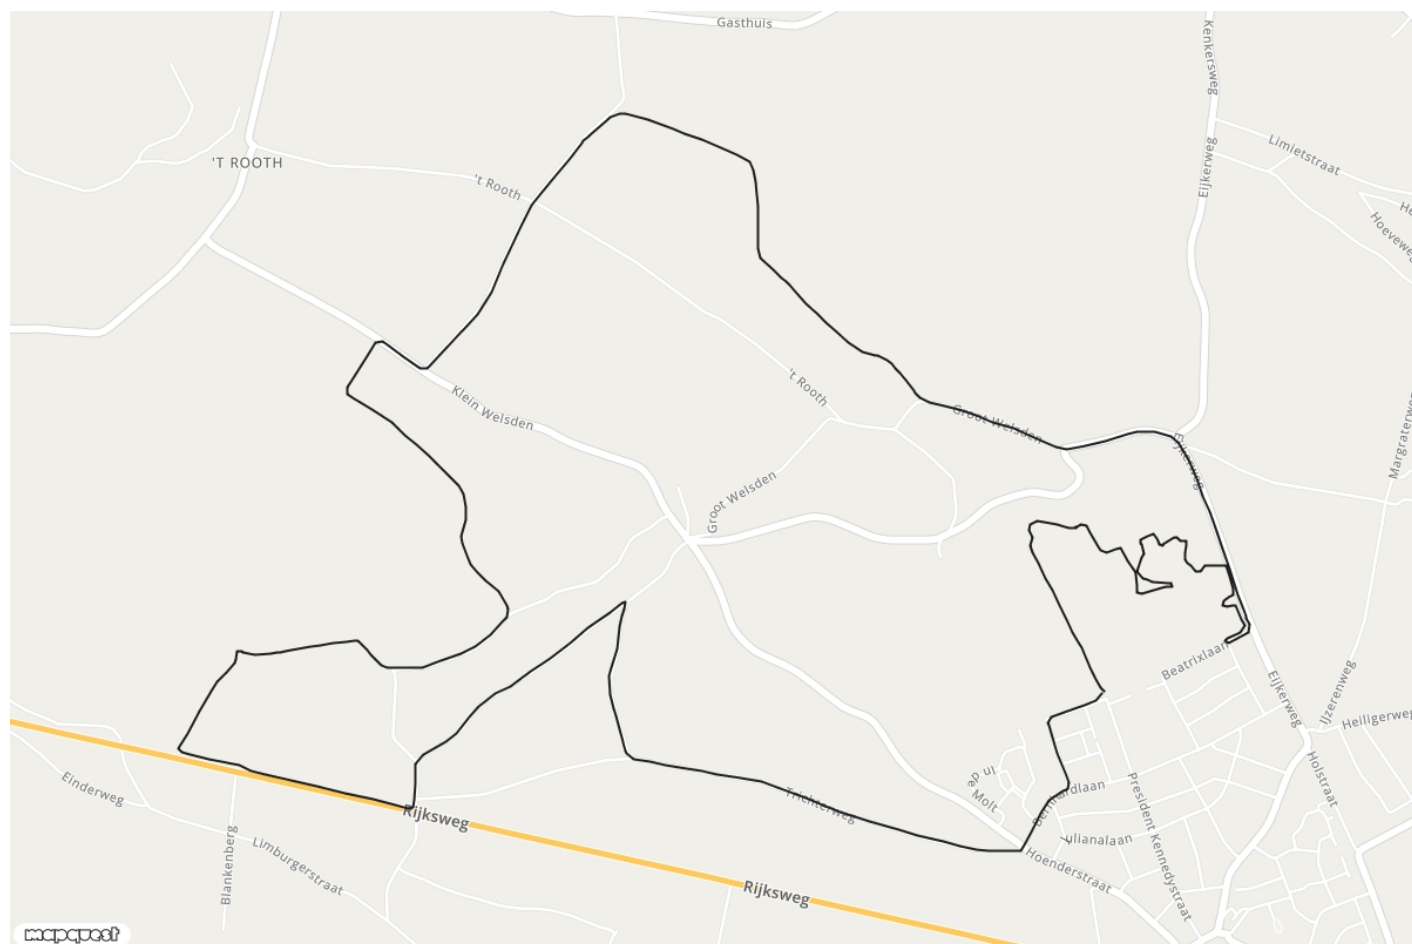 Gasthuis
Kenkersweg
'T ROOTH
't Rooth
Eijkerweg
Limietstraat
Hoeveweg
Klein Welsden
't Rooth
Groot Welsden
Eijkerweg
Margraterweg
Groot Welsden
Beatrixlaan
Eijkerweg
IJzerenweg
Heiligerweg
Holstraat
In de
Molt
Bernhardlaan
President Kennedystraat
Julianalaan
Einderweg
Rijksweg
Trichterweg
Blankenberg
Limburgerstraat
Hoenderstraat
Rijksweg
mapquest